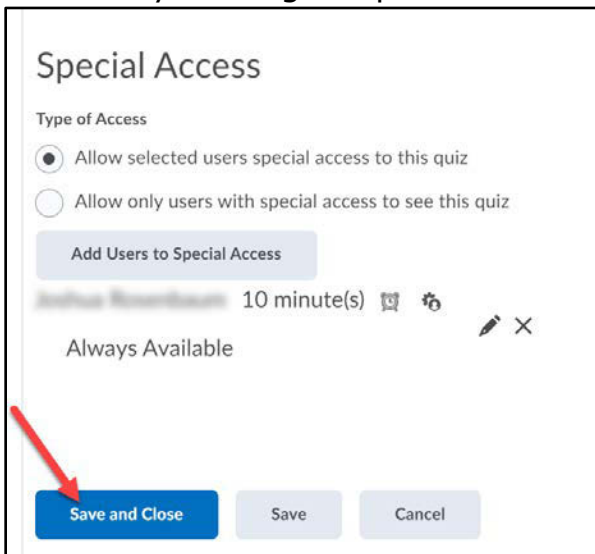 Special Access
Type of Access
Allow selected users special access to this quiz
Allow only users with special access to see this quiz
Add Users to Special Access
10 minute(s)
Always Available
Save and Close Save Cancel